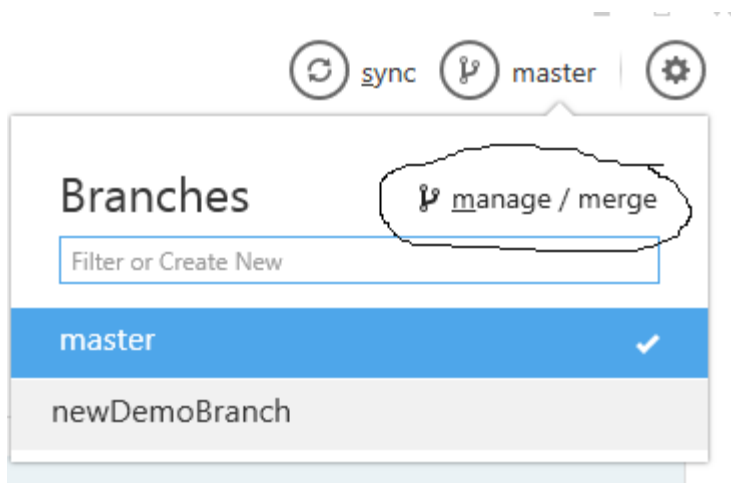 sync master
Branches manage / merge
Filter or Create New
master
newDemoBranch